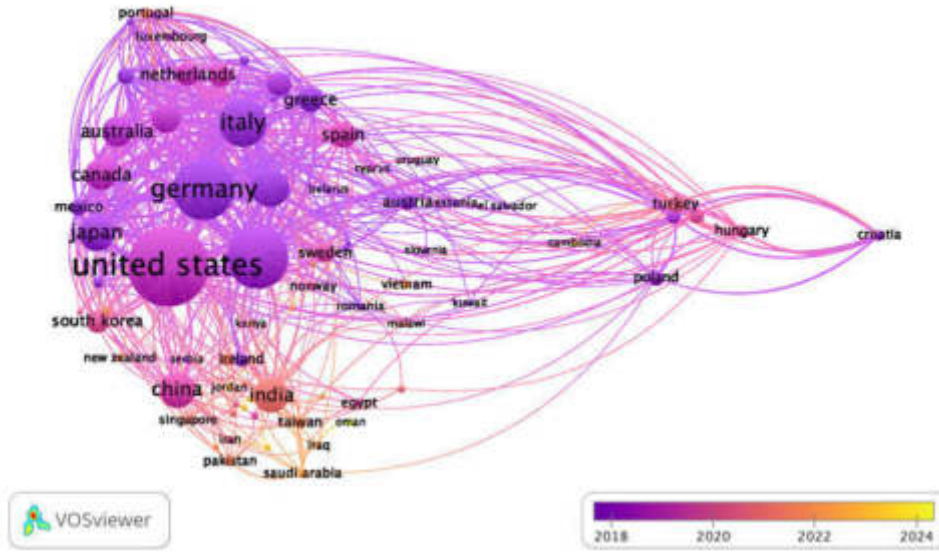 portugal
luxembourg
netherlands
greece
italy
australia
spain
cyprus
uruguay
canada
germany
belarus
mexico
austria
estonia
el salvador
turkey
japan
hungary
croatia
cambodia
slovenia
united states
sweden
poland
norway
vietnam
kuwait
romania
south korea
kenya
malawi
new zealand
serbia
ireland
china
jordan
india
egypt
singapore
taiwan
oman
iran
iraq
pakistan
saudi arabia
VOSviewer
2018 2020 2022 2024